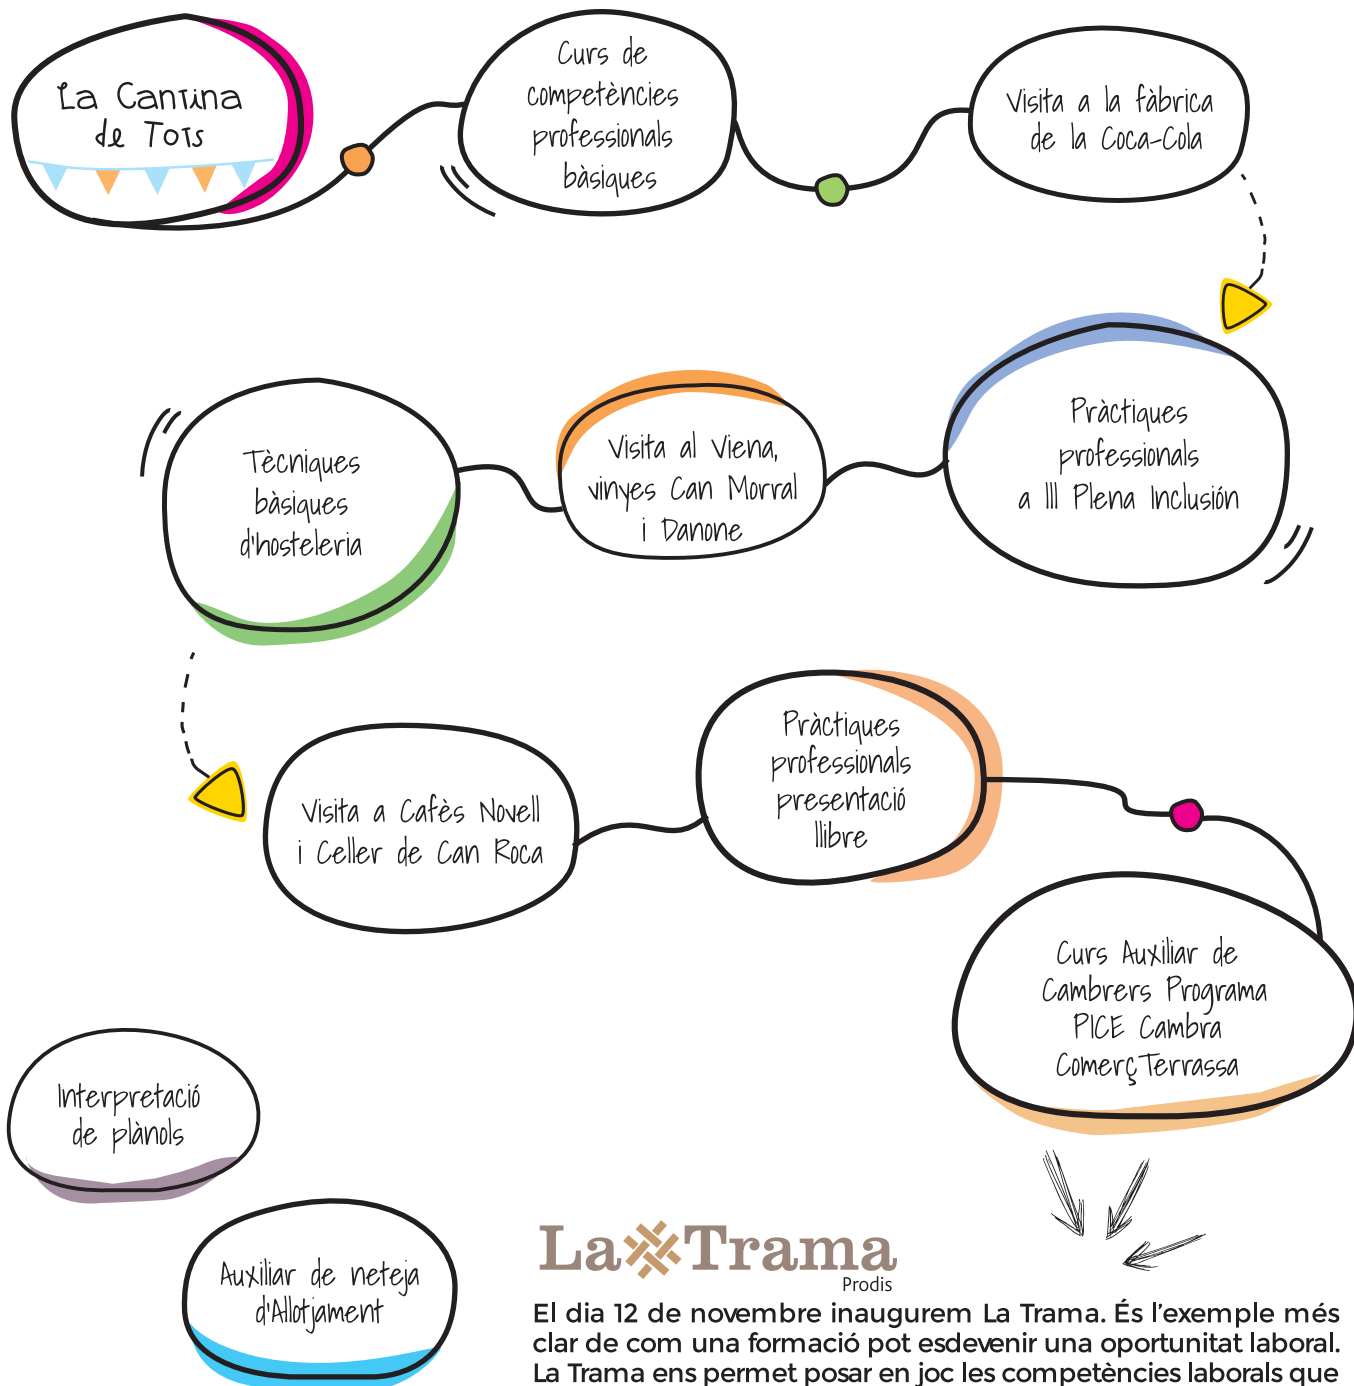 La Cantina
de Tots
Curs de
competències
professionals
bàsiques
Visita a la fàbrica
de la Coca-Cola
Pràctiques
professionals
a III Plena Inclusión
Visita al Viena,
vinyes Can Morral
i Danone
Tècniques
bàsiques
d'hosteleria
Visita a Cafès Novell
i Celler de Can Roca
Pràctiques
professionals
presentació
llibre
Curs Auxiliar de
Cambrers Programa
PICE Cambra
Comerç Terrassa
Interpretació
de plànols
Auxiliar de neteja
d'Allotjament
La Trama
Prodis
El dia 12 de novembre inaugurem La Trama. És l’exemple més
clar de com una formació pot esdevenir una oportunitat laboral.
La Trama ens permet posar en joc les competències laborals que